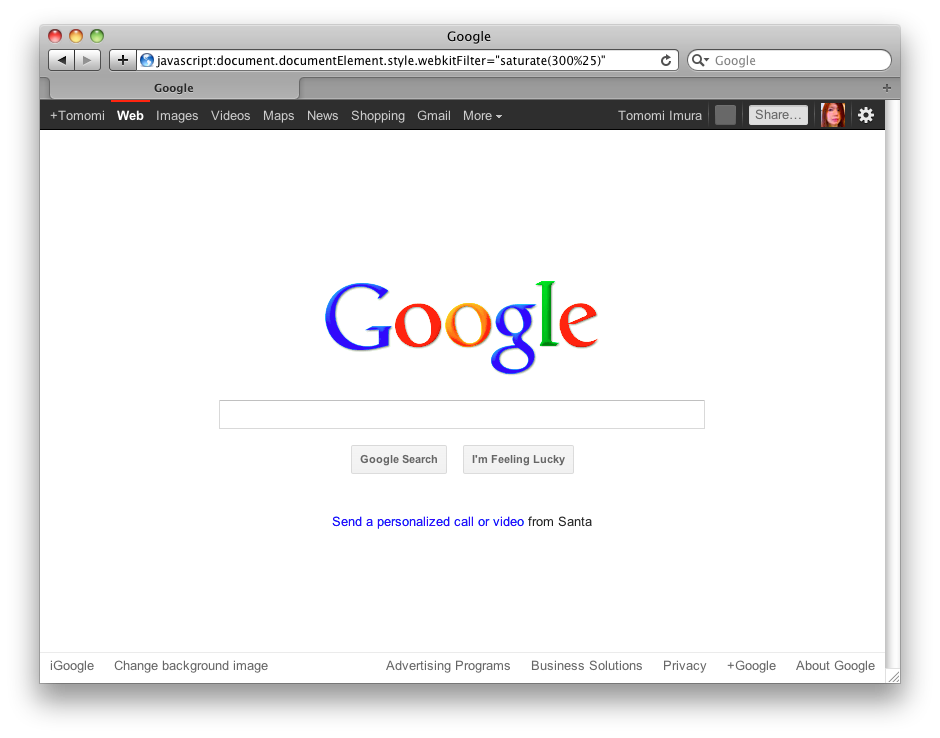 Google
+ javascript:document.documentElement.style.webkitFilter="saturate(300%25)" Google
Google +
+Tomomi Web Images Videos Maps News Shopping Gmail More Tomomi Imura Share...
Google
Google Search I'm Feeling Lucky
Send a personalized call or video from Santa
iGoogle Change background image Advertising Programs Business Solutions Privacy +Google About Google